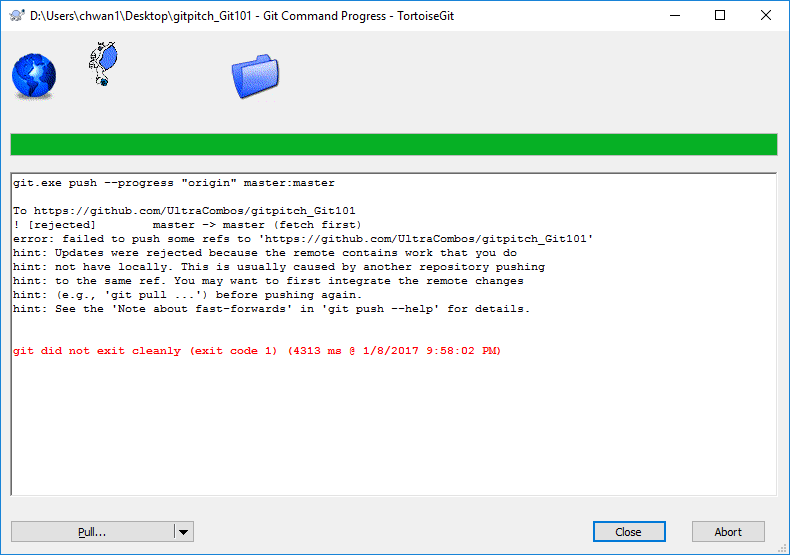 D:\Users\chwan1\Desktop\gitpitch_Git101 - Git Command Progress - TortoiseGit
git.exe push --progress "origin" master:master
To https://github.com/UltraCombos/gitpitch_Git101
! [rejected]        master -> master (fetch first)
error: failed to push some refs to 'https://github.com/UltraCombos/gitpitch_Git101'
hint: Updates were rejected because the remote contains work that you do
hint: not have locally. This is usually caused by another repository pushing
hint: to the same ref. You may want to first integrate the remote changes
hint: (e.g., 'git pull ...') before pushing again.
hint: See the 'Note about fast-forwards' in 'git push --help' for details.
git did not exit cleanly (exit code 1) (4313 ms @ 1/8/2017 9:58:02 PM)
Pull... Close Abort